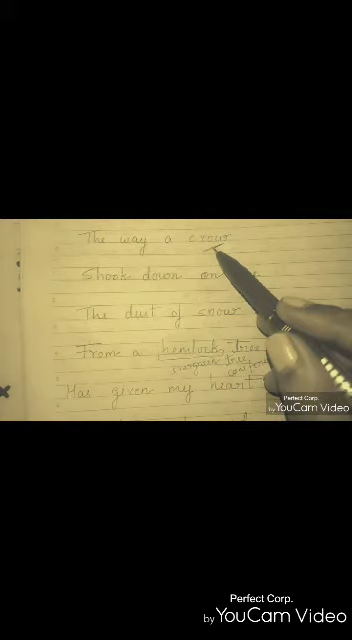 The way a crow
Shook down on
The dust of snow
From a hemlock tree
evergreen tree
Has given my heart
Perfect Corp.
by YouCam Video
Perfect Corp.
by YouCam Video